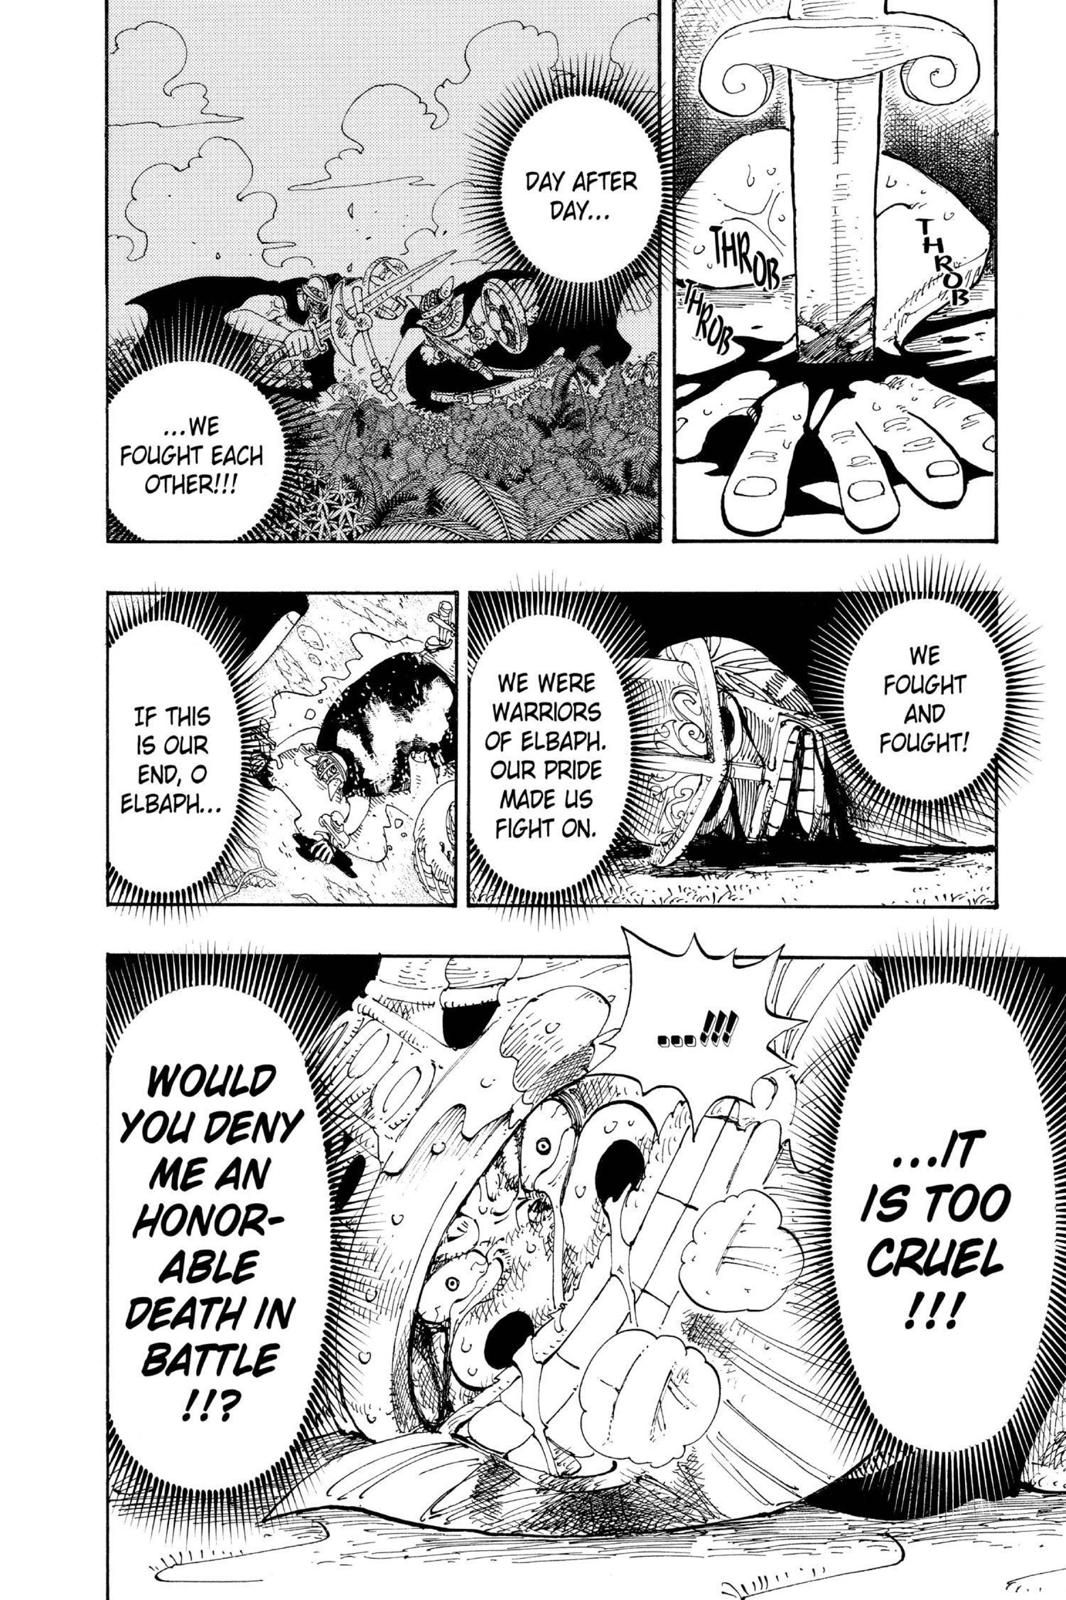 THROB
THROB
THROB
DAY AFTER
DAY...
...WE
FOUGHT EACH
OTHER!!!
WE
FOUGHT
AND
FOUGHT!
WE WERE
WARRIORS
OF ELBAPH.
OUR PRIDE
MADE US
FIGHT ON.
IF THIS
IS OUR
END, O
ELBAPH...
...!!!
...IT
IS TOO
CRUEL
!!!
WOULD
YOU DENY
ME AN
HONOR-
ABLE
DEATH IN
BATTLE
!!?